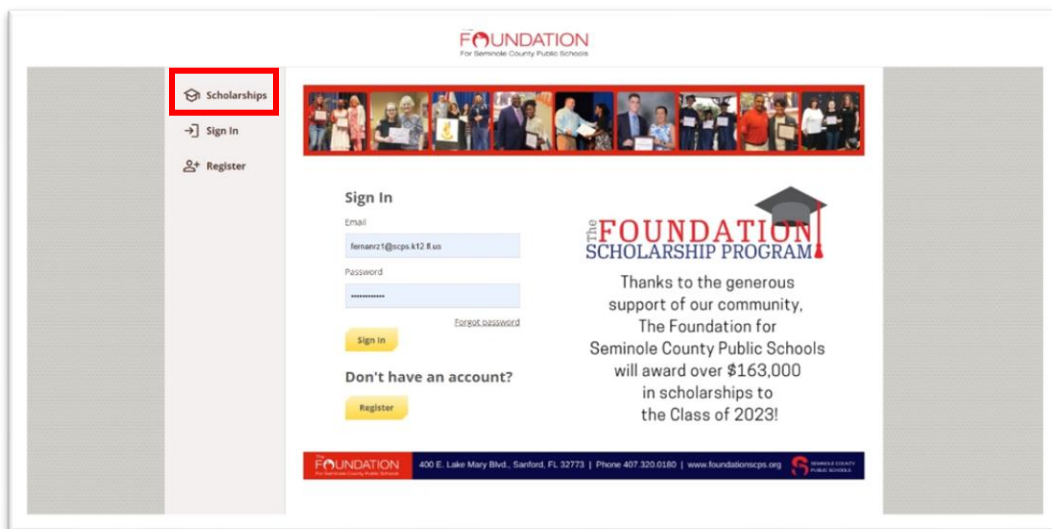 The
FOUNDATION
For Seminole County Public Schools
Scholarships
Sign In
Register
Sign In
Email
fernanrz1@scps.k12.fl.us
Password
••••••••••••
Forgot password
Sign In
Don't have an account?
Register
The
FOUNDATION
SCHOLARSHIP PROGRAM
Thanks to the generous
support of our community,
The Foundation for
Seminole County Public Schools
will award over $163,000
in scholarships to
the Class of 2023!
The
FOUNDATION
For Seminole County Public Schools
400 E. Lake Mary Blvd., Sanford, FL 32773 | Phone 407.320.0180 | www.foundationscps.org
SEMINOLE COUNTY
PUBLIC SCHOOLS